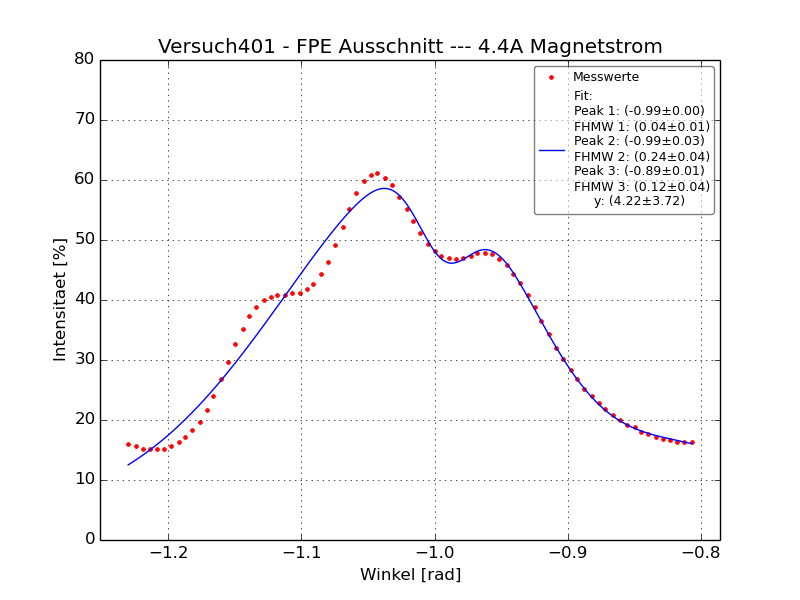 Versuch401 - FPE Ausschnitt --- 4.4A Magnetstrom
80
70
60
50
40
30
20
10
0
Intensitaet [%]
Messwerte
Fit:
Peak 1: (-0.99±0.00)
FHMW 1: (0.04±0.01)
Peak 2: (-0.99±0.03)
FHMW 2: (0.24±0.04)
Peak 3: (-0.89±0.01)
FHMW 3: (0.12±0.04)
y: (4.22±3.72)
−1.2 −1.1 −1.0 −0.9 −0.8
Winkel [rad]